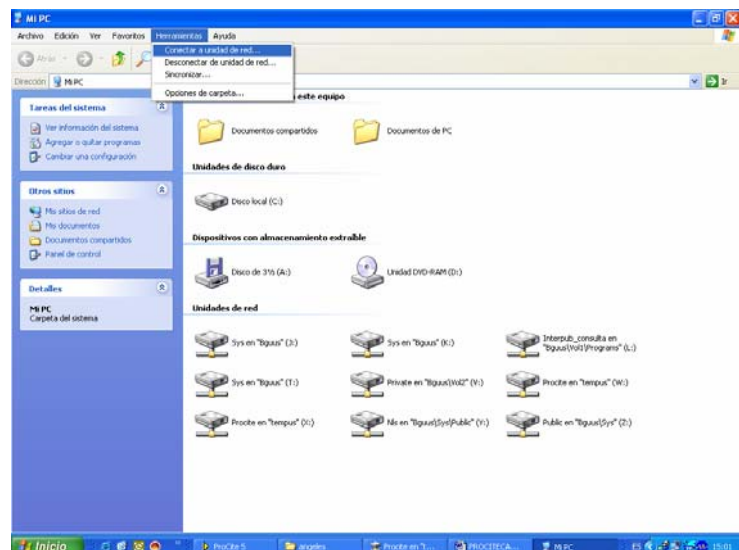 Mi PC
Archivo Edición Ver Favoritos Herramientas Ayuda
Conectar a unidad de red...
Desconectar de unidad de red...
Sincronizar...
Opciones de carpeta...
Atrás
Dirección Mi PC
Ir
este equipo
Tareas del sistema
Ver información del sistema
Agregar o quitar programas
Cambiar una configuración
Otros sitios
Mis sitios de red
Mis documentos
Documentos compartidos
Panel de control
Detalles
Mi PC
Carpeta del sistema
Documentos compartidos
Documentos de PC
Unidades de disco duro
Disco local (C:)
Dispositivos con almacenamiento extraíble
Disco de 3½ (A:)
Unidad DVD-RAM (D:)
Unidades de red
Sys en "Bguus" (J:)
Sys en "Bguus" (K:)
Interpub_consulta en
"Bguus\Vol1\Programs" (L:)
Sys en "Bguus" (T:)
Private en "Bguus\Vol2" (V:)
Procite en "tempus" (W:)
Procite en "tempus" (X:)
Nls en "Bguus\Sys\Public" (Y:)
Public en "Bguus\Sys" (Z:)
Inicio
ProCite 5
angeles
Procite en "t...
PROCITECA...
Mi PC
ES
15:01